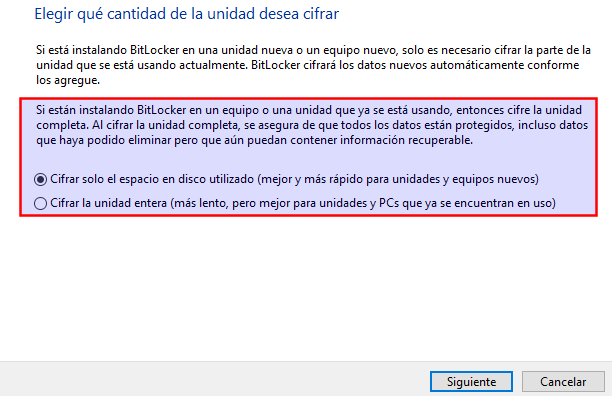 Elegir qué cantidad de la unidad desea cifrar
Si está instalando BitLocker en una unidad nueva o un equipo nuevo, solo es necesario cifrar la parte de la
unidad que se está usando actualmente. BitLocker cifrará los datos nuevos automáticamente conforme
los agregue.
Si están instalando BitLocker en un equipo o una unidad que ya se está usando, entonces cifre la unidad
completa. Al cifrar la unidad completa, se asegura de que todos los datos están protegidos, incluso datos
que haya podido eliminar pero que aún puedan contener información recuperable.
Cifrar solo el espacio en disco utilizado (mejor y más rápido para unidades y equipos nuevos)
Cifrar la unidad entera (más lento, pero mejor para unidades y PCs que ya se encuentran en uso)
Siguiente Cancelar